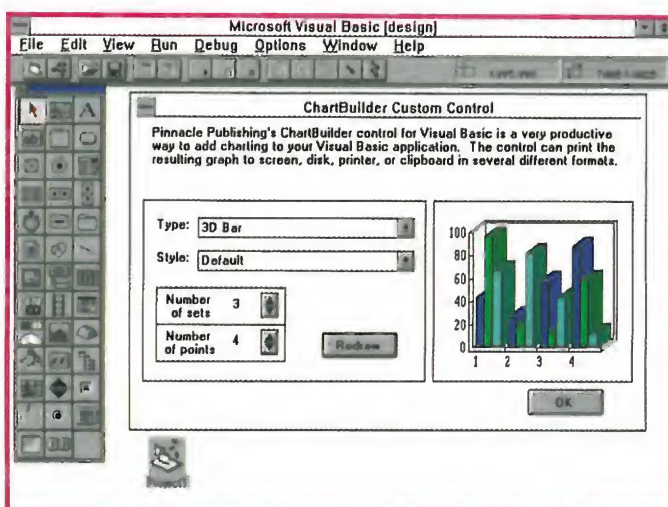 Microsoft Visual Basic [design]
File Edit View Run Debug Options Window Help
A
ab
ChartBuilder Custom Control
Pinnacle Publishing's ChartBuilder control for Visual Basic is a very productive
way to add charting to your Visual Basic application. The control can print the
resulting graph to screen, disk, printer, or clipboard in several different formats.
Type: 3D Bar
Style: Default
Number
of sets 3
Number
of points 4
Redraw
100
80
60
40
20
0
1 2 3 4
OK